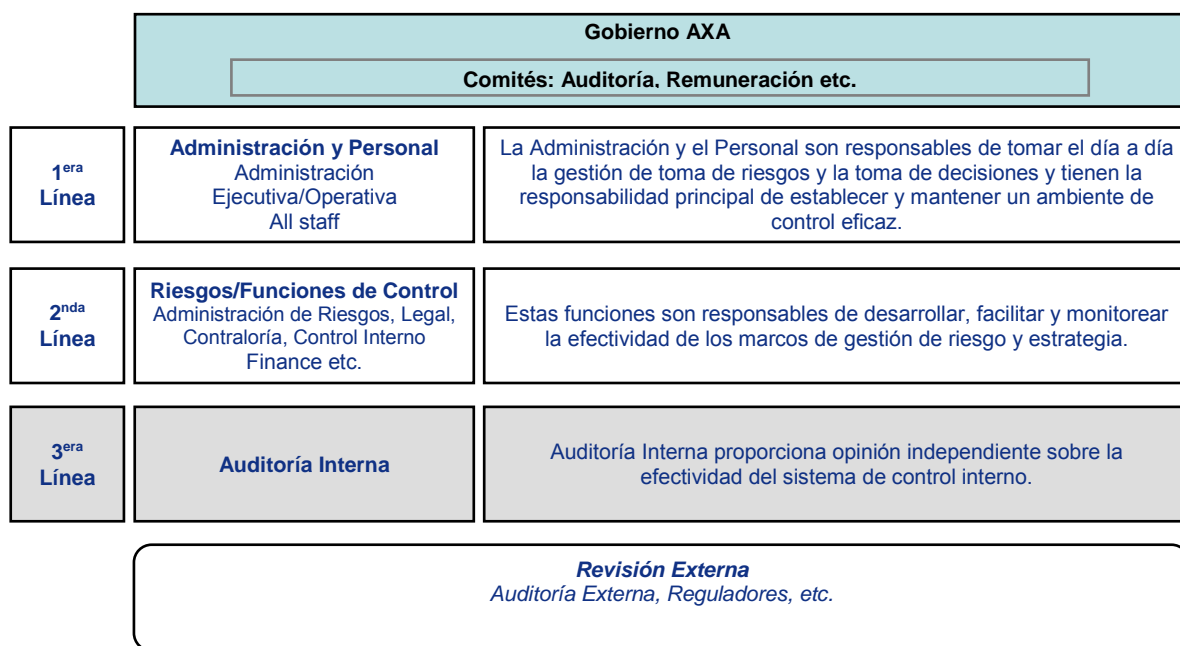 Gobierno AXA
Comités: Auditoría, Remuneración etc.
1era
Línea
Administración y Personal
Administración
Ejecutiva/Operativa
All staff
La Administración y el Personal son responsables de tomar el día a día
la gestión de toma de riesgos y la toma de decisiones y tienen la
responsabilidad principal de establecer y mantener un ambiente de
control eficaz.
2nda
Línea
Riesgos/Funciones de Control
Administración de Riesgos, Legal,
Contraloría, Control Interno
Finance etc.
Estas funciones son responsables de desarrollar, facilitar y monitorear
la efectividad de los marcos de gestión de riesgo y estrategia.
3era
Línea
Auditoría Interna
Auditoría Interna proporciona opinión independiente sobre la
efectividad del sistema de control interno.
Revisión Externa
Auditoría Externa, Reguladores, etc.